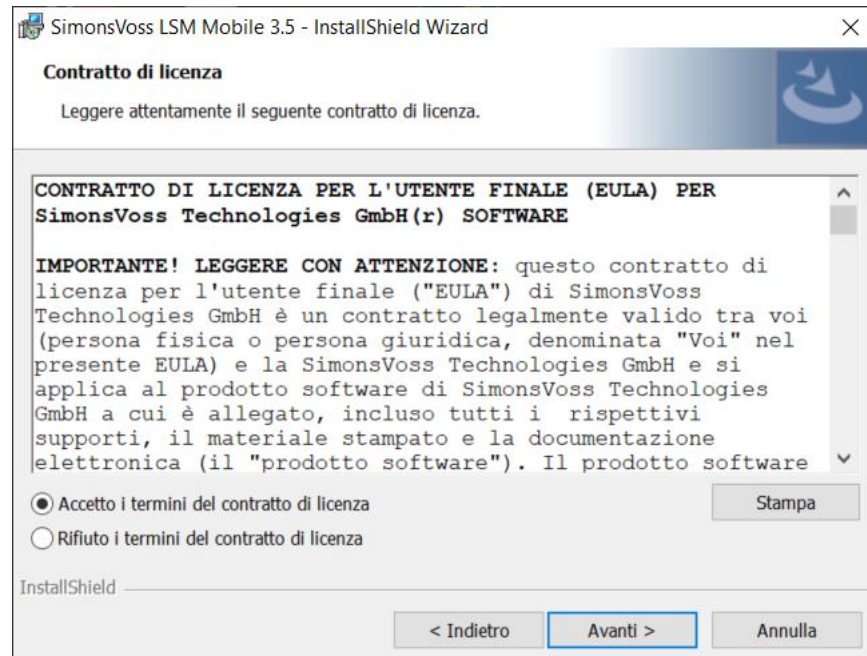 SimonsVoss LSM Mobile 3.5 - InstallShield Wizard
Contratto di licenza
Leggere attentamente il seguente contratto di licenza.
CONTRATTO DI LICENZA PER L'UTENTE FINALE (EULA) PER
SimonsVoss Technologies GmbH(r) SOFTWARE
IMPORTANTE! LEGGERE CON ATTENZIONE: questo contratto di
licenza per l'utente finale ("EULA") di SimonsVoss
Technologies GmbH è un contratto legalmente valido tra voi
(persona fisica o persona giuridica, denominata "Voi" nel
presente EULA) e la SimonsVoss Technologies GmbH e si
applica al prodotto software di SimonsVoss Technologies
GmbH a cui è allegato, incluso tutti i  rispettivi
supporti, il materiale stampato e la documentazione
elettronica (il "prodotto software"). Il prodotto software
Accetto i termini del contratto di licenza
Stampa
Rifiuto i termini del contratto di licenza
InstallShield
< Indietro
Avanti >
Annulla